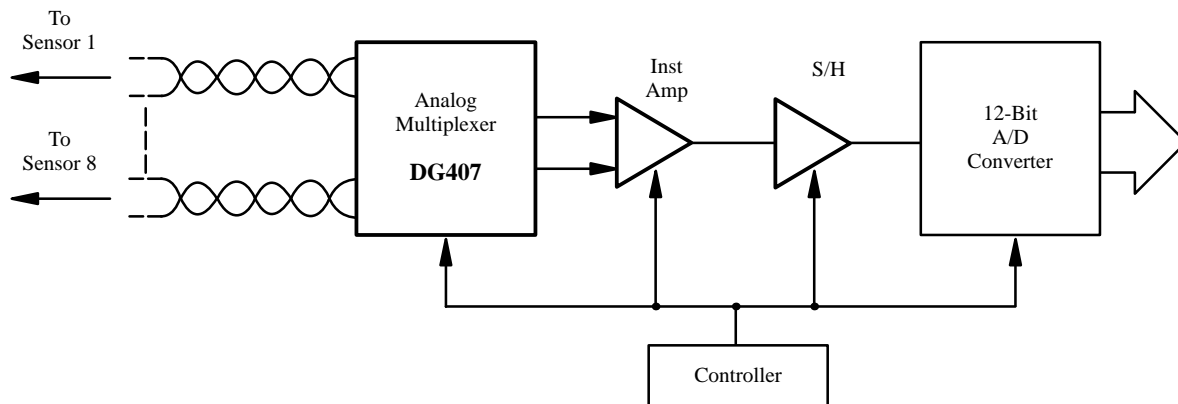 To
Sensor 1
To
Sensor 8
Analog
Multiplexer
DG407
Inst
Amp
S/H
12-Bit
A/D
Converter
Controller